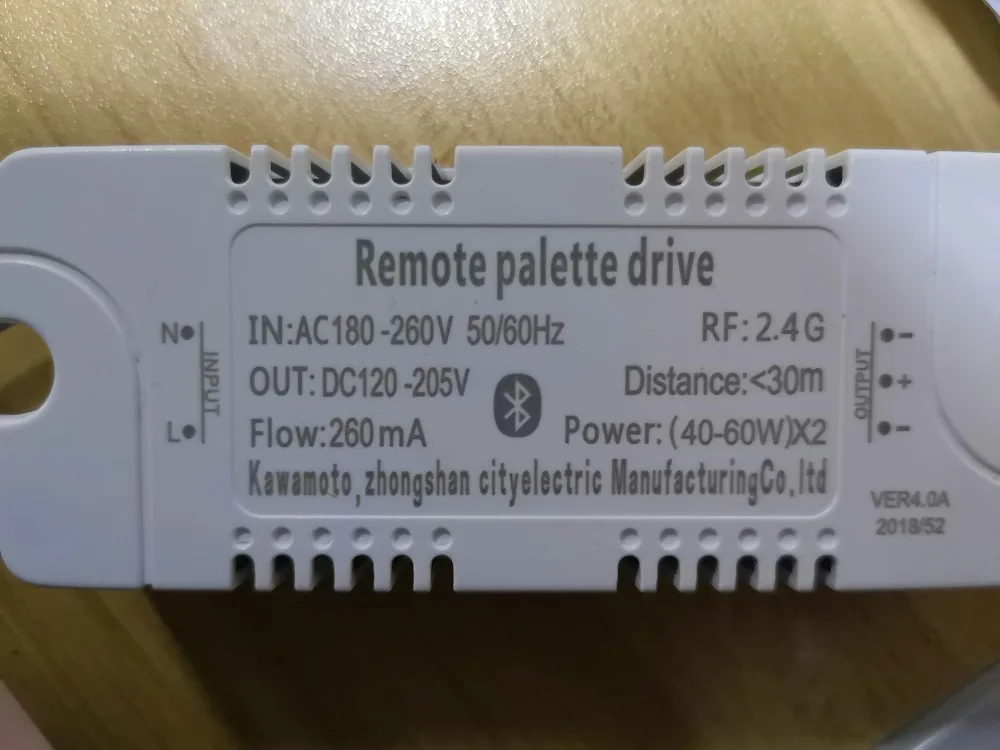 Remote palette drive
IN:AC180-260V 50/60Hz
RF:2.4G
OUT:DC120-205V
Distance:<30m
Flow:260mA
Power:(40-60W)X2
Kawamoto,zhongshan cityelectric ManufacturingCo,ltd
N
L
INPUT
OUTPUT
-
+
-
VER4.0A
2018/52